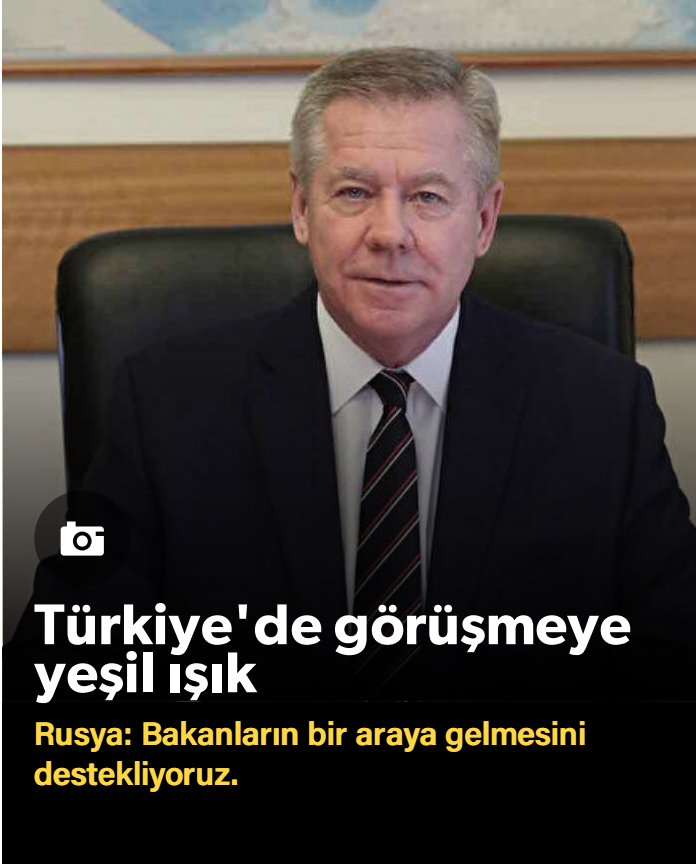 Türkiye'de görüşmeye
yeşil ışık
Rusya: Bakanların bir araya gelmesini
destekliyoruz.